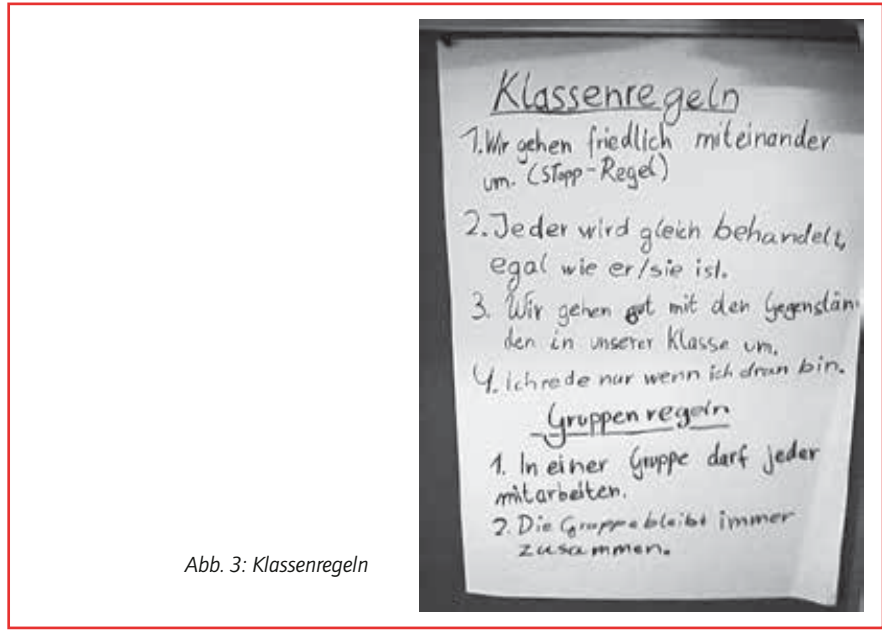 Klassenregeln
1. Wir gehen friedlich miteinander
um. (Stopp-Regel)
2. Jeder wird gleich behandelt,
egal wie er/sie ist.
3. Wir gehen gut mit den Gegenstän-
den in unserer Klasse um.
4. ich rede nur wenn ich dran bin.
Gruppenregeln
1. In einer Gruppe darf jeder
mitarbeiten.
2. Die Gruppe bleibt immer
zusammen.
Abb. 3: Klassenregeln